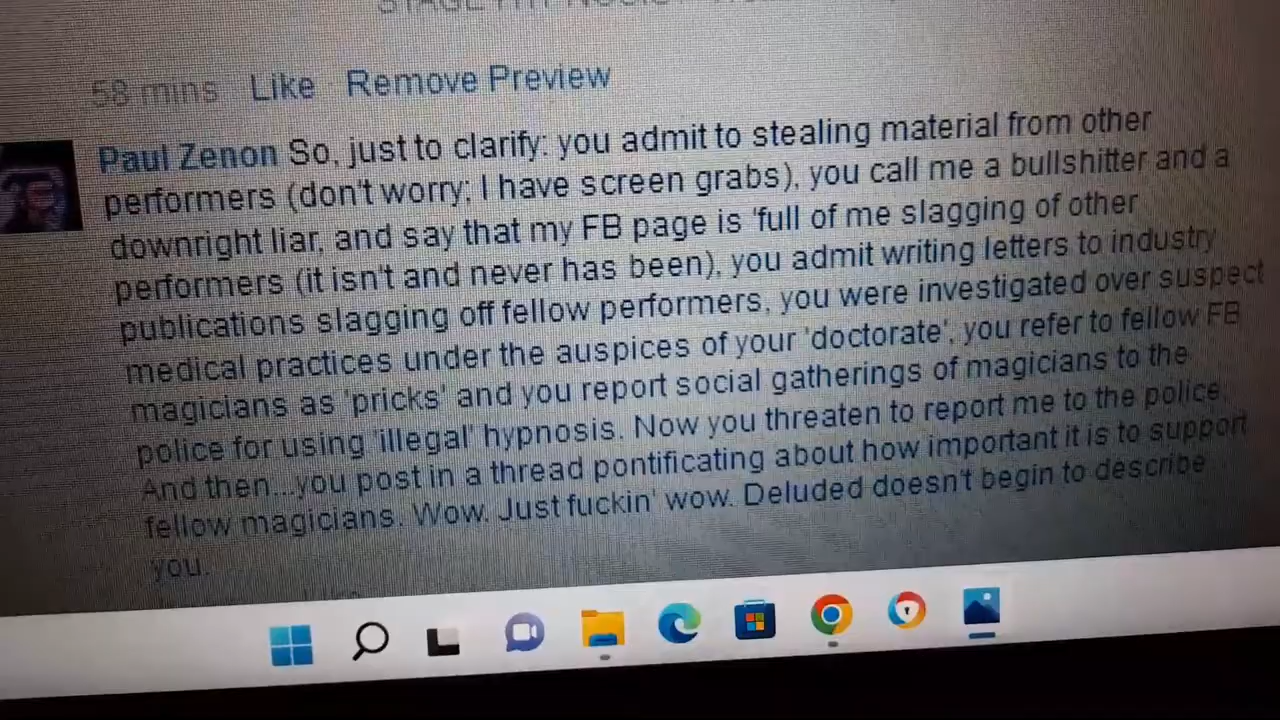 58 mins Like · Remove Preview
Paul Zenon So, just to clarify: you admit to stealing material from other
performers (don't worry; I have screen grabs), you call me a bullshitter and a
downright liar, and say that my FB page is 'full of me slagging of other
performers (it isn't and never has been), you admit writing letters to industry
publications slagging off fellow performers, you were investigated over suspect
medical practices under the auspices of your 'doctorate', you refer to fellow FB
magicians as 'pricks' and you report social gatherings of magicians to the
police for using 'illegal' hypnosis. Now you threaten to report me to the police.
And then...you post in a thread pontificating about how important it is to support
fellow magicians. Wow. Just fuckin' wow. Deluded doesn't begin to describe
you.